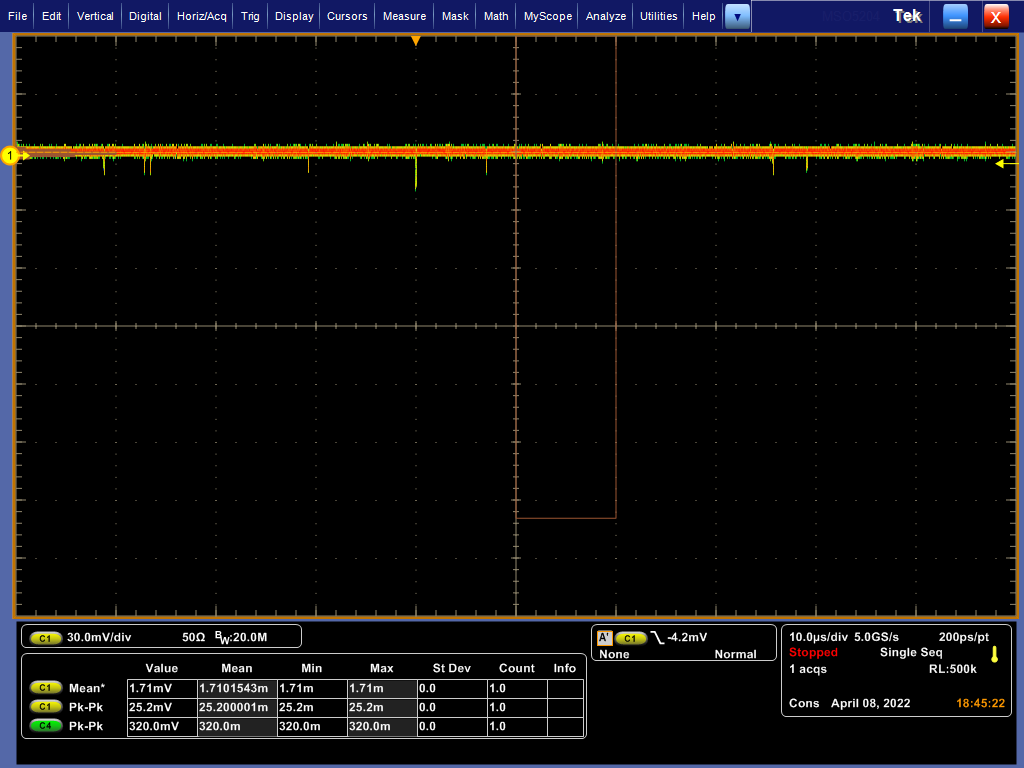 File Edit Vertical Digital Horiz/Acq Trig Display Cursors Measure Mask Math MyScope Analyze Utilities Help ▼ Tek X
1
C1 30.0mV/div 50Ω BW:20.0M
A' C1 -4.2mV
None Normal
10.0µs/div 5.0GS/s 200ps/pt
Stopped Single Seq
1 acqs RL:500k
Cons April 08, 2022 18:45:22
Value Mean Min Max St Dev Count Info
C1 Mean* 1.71mV 1.7101543m 1.71m 1.71m 0.0 1.0
C1 Pk-Pk 25.2mV 25.200001m 25.2m 25.2m 0.0 1.0
C4 Pk-Pk 320.0mV 320.0m 320.0m 320.0m 0.0 1.0